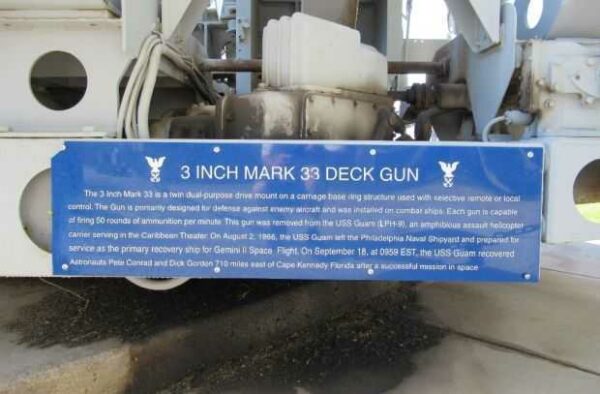 3 INCH MARK 33 DECK GUN
The 3 Inch Mark 33 is a twin dual-purpose drive mount on a carriage base ring structure used with selective remote or local
control. The Gun is primarily designed for defense against enemy aircraft and was installed on combat ships. Each gun is capable
of firing 50 rounds of ammunition per minute. This gun was removed from the USS Guam (LPH-9), an amphibious assault helicopter
carrier serving in the Caribbean Theater. On August 2, 1966, the USS Guam left the Philadelphia Naval Shipyard and prepared for
service as the primary recovery ship for Gemini II Space Flight. On September 18, at 0959 EST, the USS Guam recovered
Astronauts Pete Conrad and Dick Gordon 710 miles east of Cape Kennedy Florida after a successful mission in space.